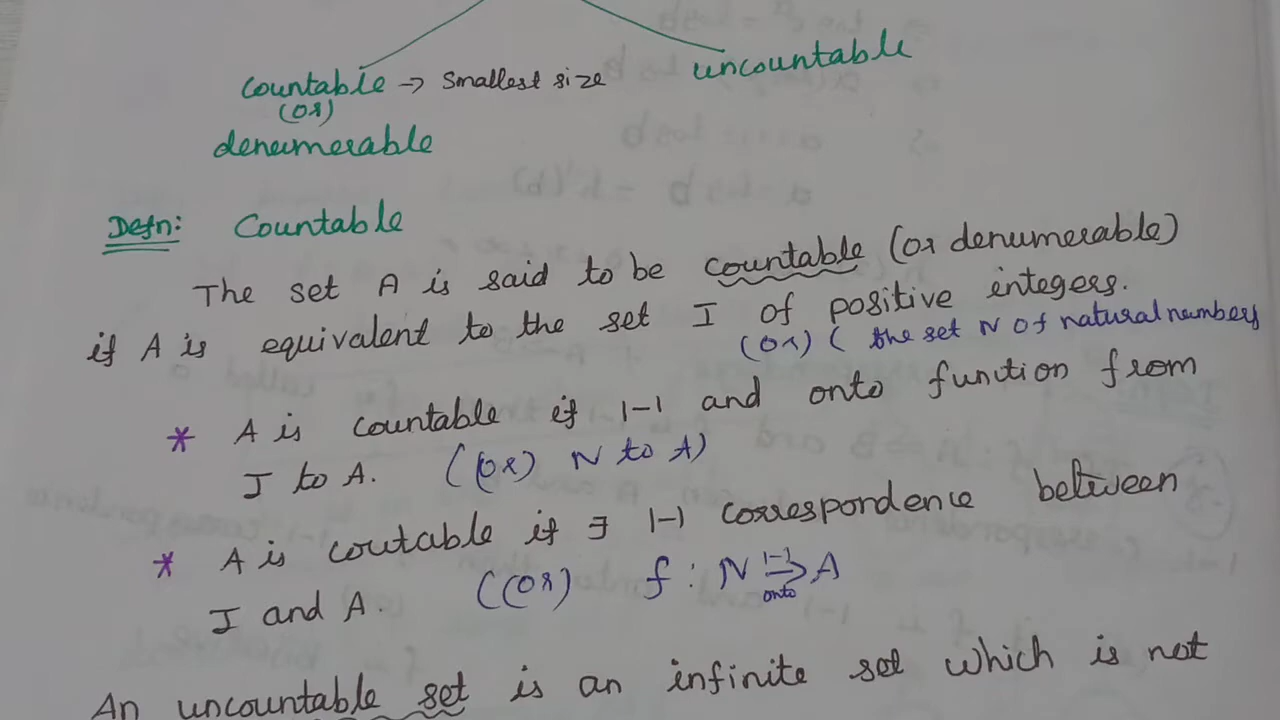 countable → Smallest size
uncountable
(or)
denumerable
Defn: Countable
The set A is said to be countable (or denumerable)
if A is equivalent to the set I of positive integers.
(or) ( the set N of natural numbers
* A is countable if 1-1 and onto function from
I to A. ((or) N to A)
* A is coutable if ∃ 1-1 correspondence between
I and A. ((or) f : N 1-1→onto A
An uncountable set is an infinite set which is not